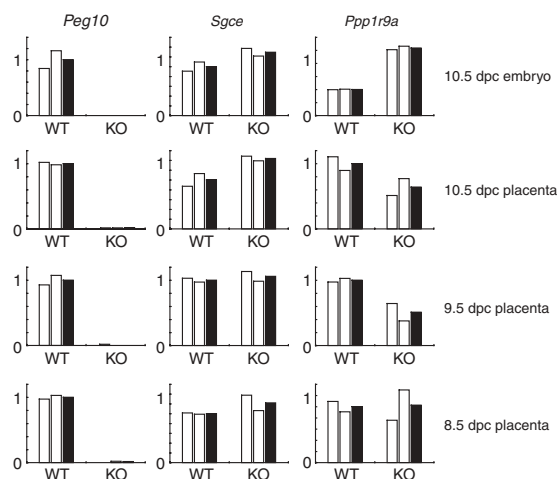 Peg10 Sgce Ppp1r9a
1 1 1
0 0 0
WT KO WT KO WT KO
10.5 dpc embryo
1 1 1
0 0 0
WT KO WT KO WT KO
10.5 dpc placenta
1 1 1
0 0 0
WT KO WT KO WT KO
9.5 dpc placenta
1 1 1
0 0 0
WT KO WT KO WT KO
8.5 dpc placenta